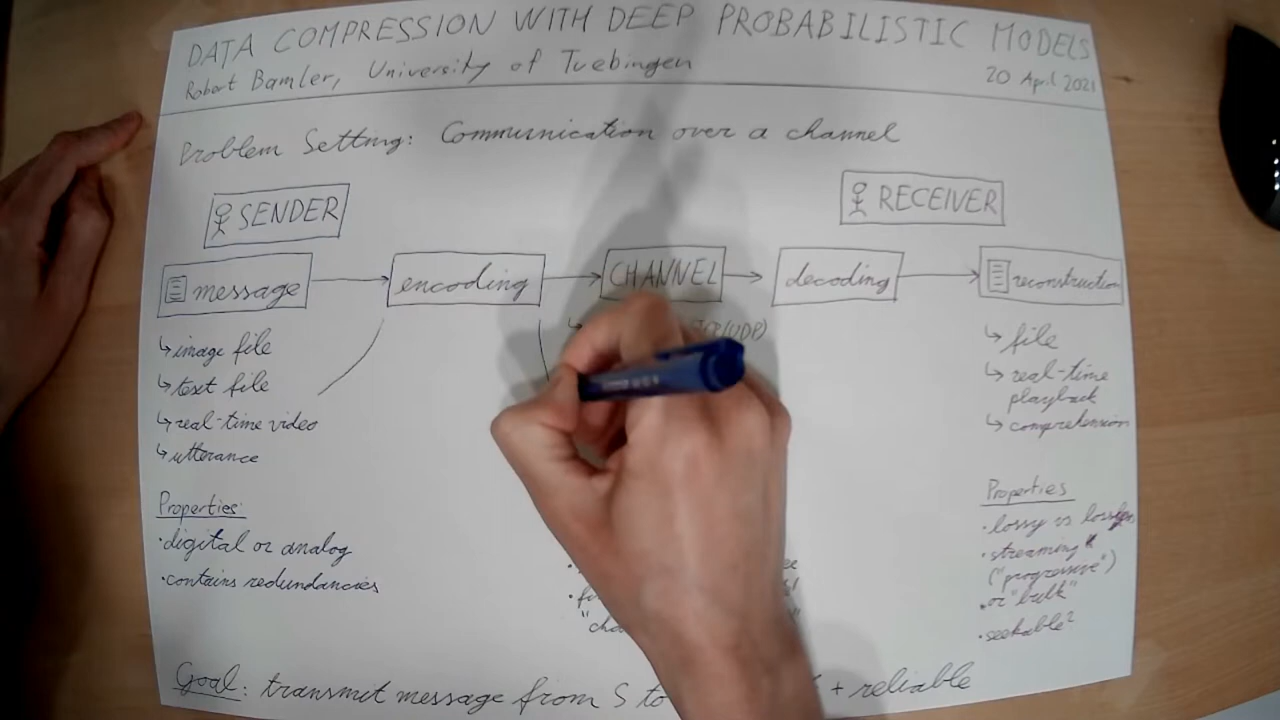 DATA COMPRESSION WITH DEEP PROBABILISTIC MODELS
Robert Bamler, University of Tuebingen
20 April 2021
Problem Setting: Communication over a channel
SENDER
RECEIVER
message
encoding
CHANNEL
decoding
reconstruction
↳ image file
↳ text file
↳ real-time video
↳ utterance
Properties:
· digital or analog
· contains redundancies
↳ file
↳ real-time
playback
↳ comprehension
Properties
· lossy vs lossless
· streaming"
("progressive")
· or "bulk"
· seekable?
Goal: transmit message from S to
+ reliable